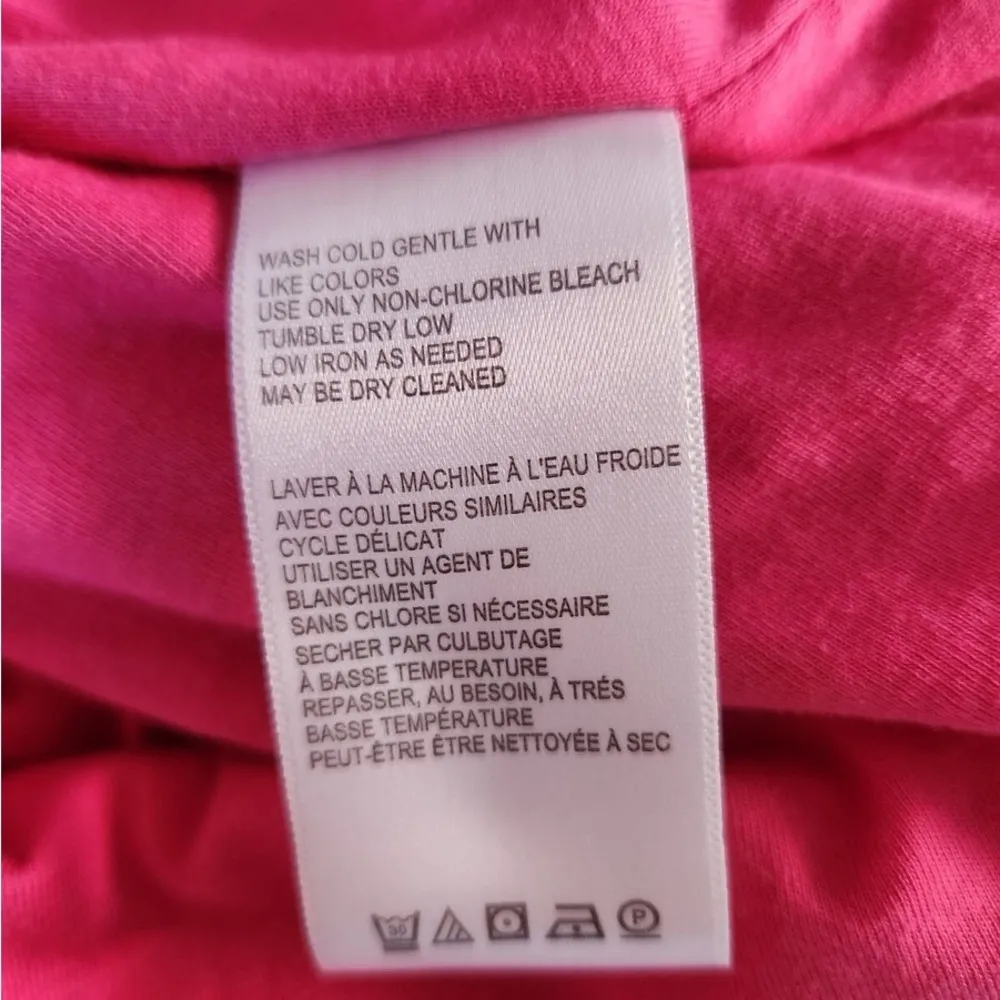 WASH COLD GENTLE WITH
LIKE COLORS
USE ONLY NON-CHLORINE BLEACH
TUMBLE DRY LOW
LOW IRON AS NEEDED
MAY BE DRY CLEANED
LAVER À LA MACHINE À L'EAU FROIDE
AVEC COULEURS SIMILAIRES
CYCLE DÉLICAT
UTILISER UN AGENT DE
BLANCHIMENT
SANS CHLORE SI NÉCESSAIRE
SECHER PAR CULBUTAGE
À BASSE TEMPERATURE
REPASSER, AU BESOIN, À TRÉS
BASSE TEMPÉRATURE
PEUT-ÊTRE ÊTRE NETTOYÉE À SEC
30 P